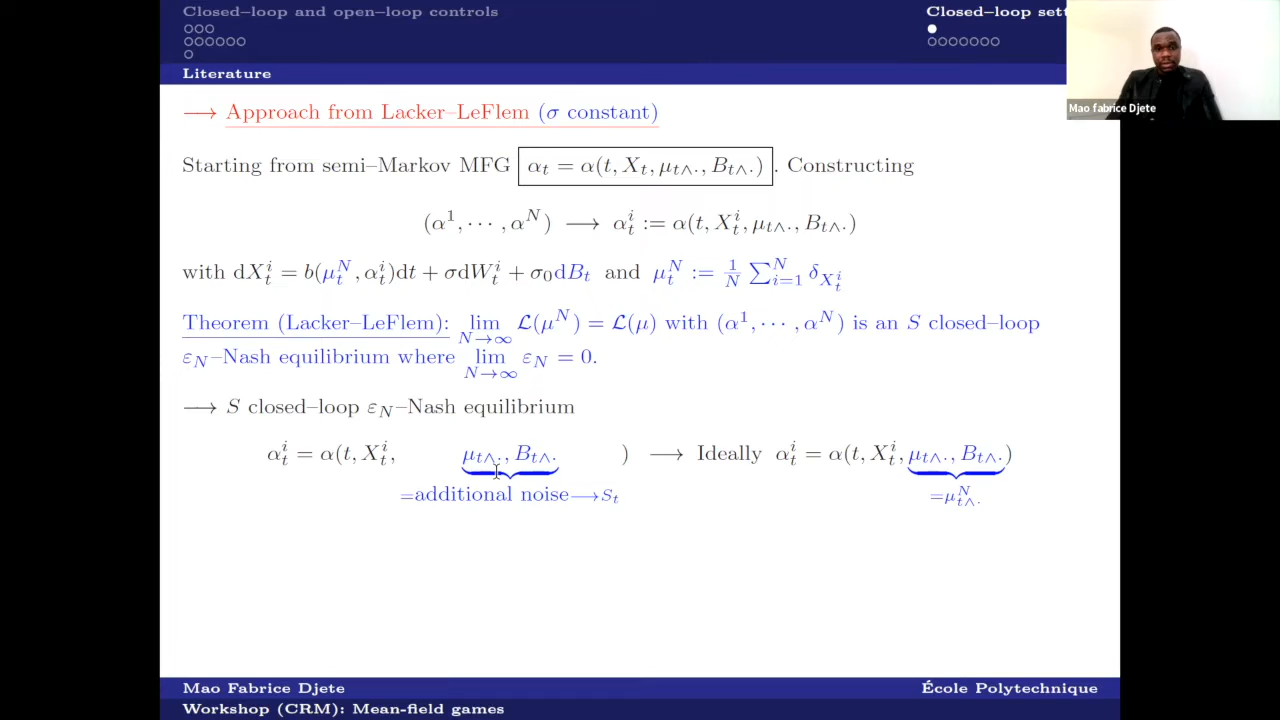 Closed–loop and open–loop controls
Closed–loop sett
Mao fabrice Djete
Literature
⟶ Approach from Lacker–LeFlem (σ constant)
Starting from semi–Markov MFG α_t = α(t, X_t, μ_{t∧·}, B_{t∧·}) . Constructing
(α^1, ··· , α^N) ⟶ α^i_t := α(t, X^i_t, μ_{t∧·}, B_{t∧·})
with dX^i_t = b(μ^N_t, α^i_t)dt + σdW^i_t + σ_0dB_t and μ^N_t := 1/N ∑^N_{i=1} δ_{X^i_t}
Theorem (Lacker–LeFlem): lim_{N→∞} ℒ(μ^N) = ℒ(μ) with (α^1, ··· , α^N) is an S closed–loop
ε_N–Nash equilibrium where lim_{N→∞} ε_N = 0.
⟶ S closed–loop ε_N–Nash equilibrium
α^i_t = α(t, X^i_t, μ_{t∧·}, B_{t∧·} ) ⟶ Ideally α^i_t = α(t, X^i_t, μ_{t∧·}, B_{t∧·})
=additional noise⟶S_t =μ^N_{t∧·}
Mao Fabrice Djete École Polytechnique
Workshop (CRM): Mean-field games